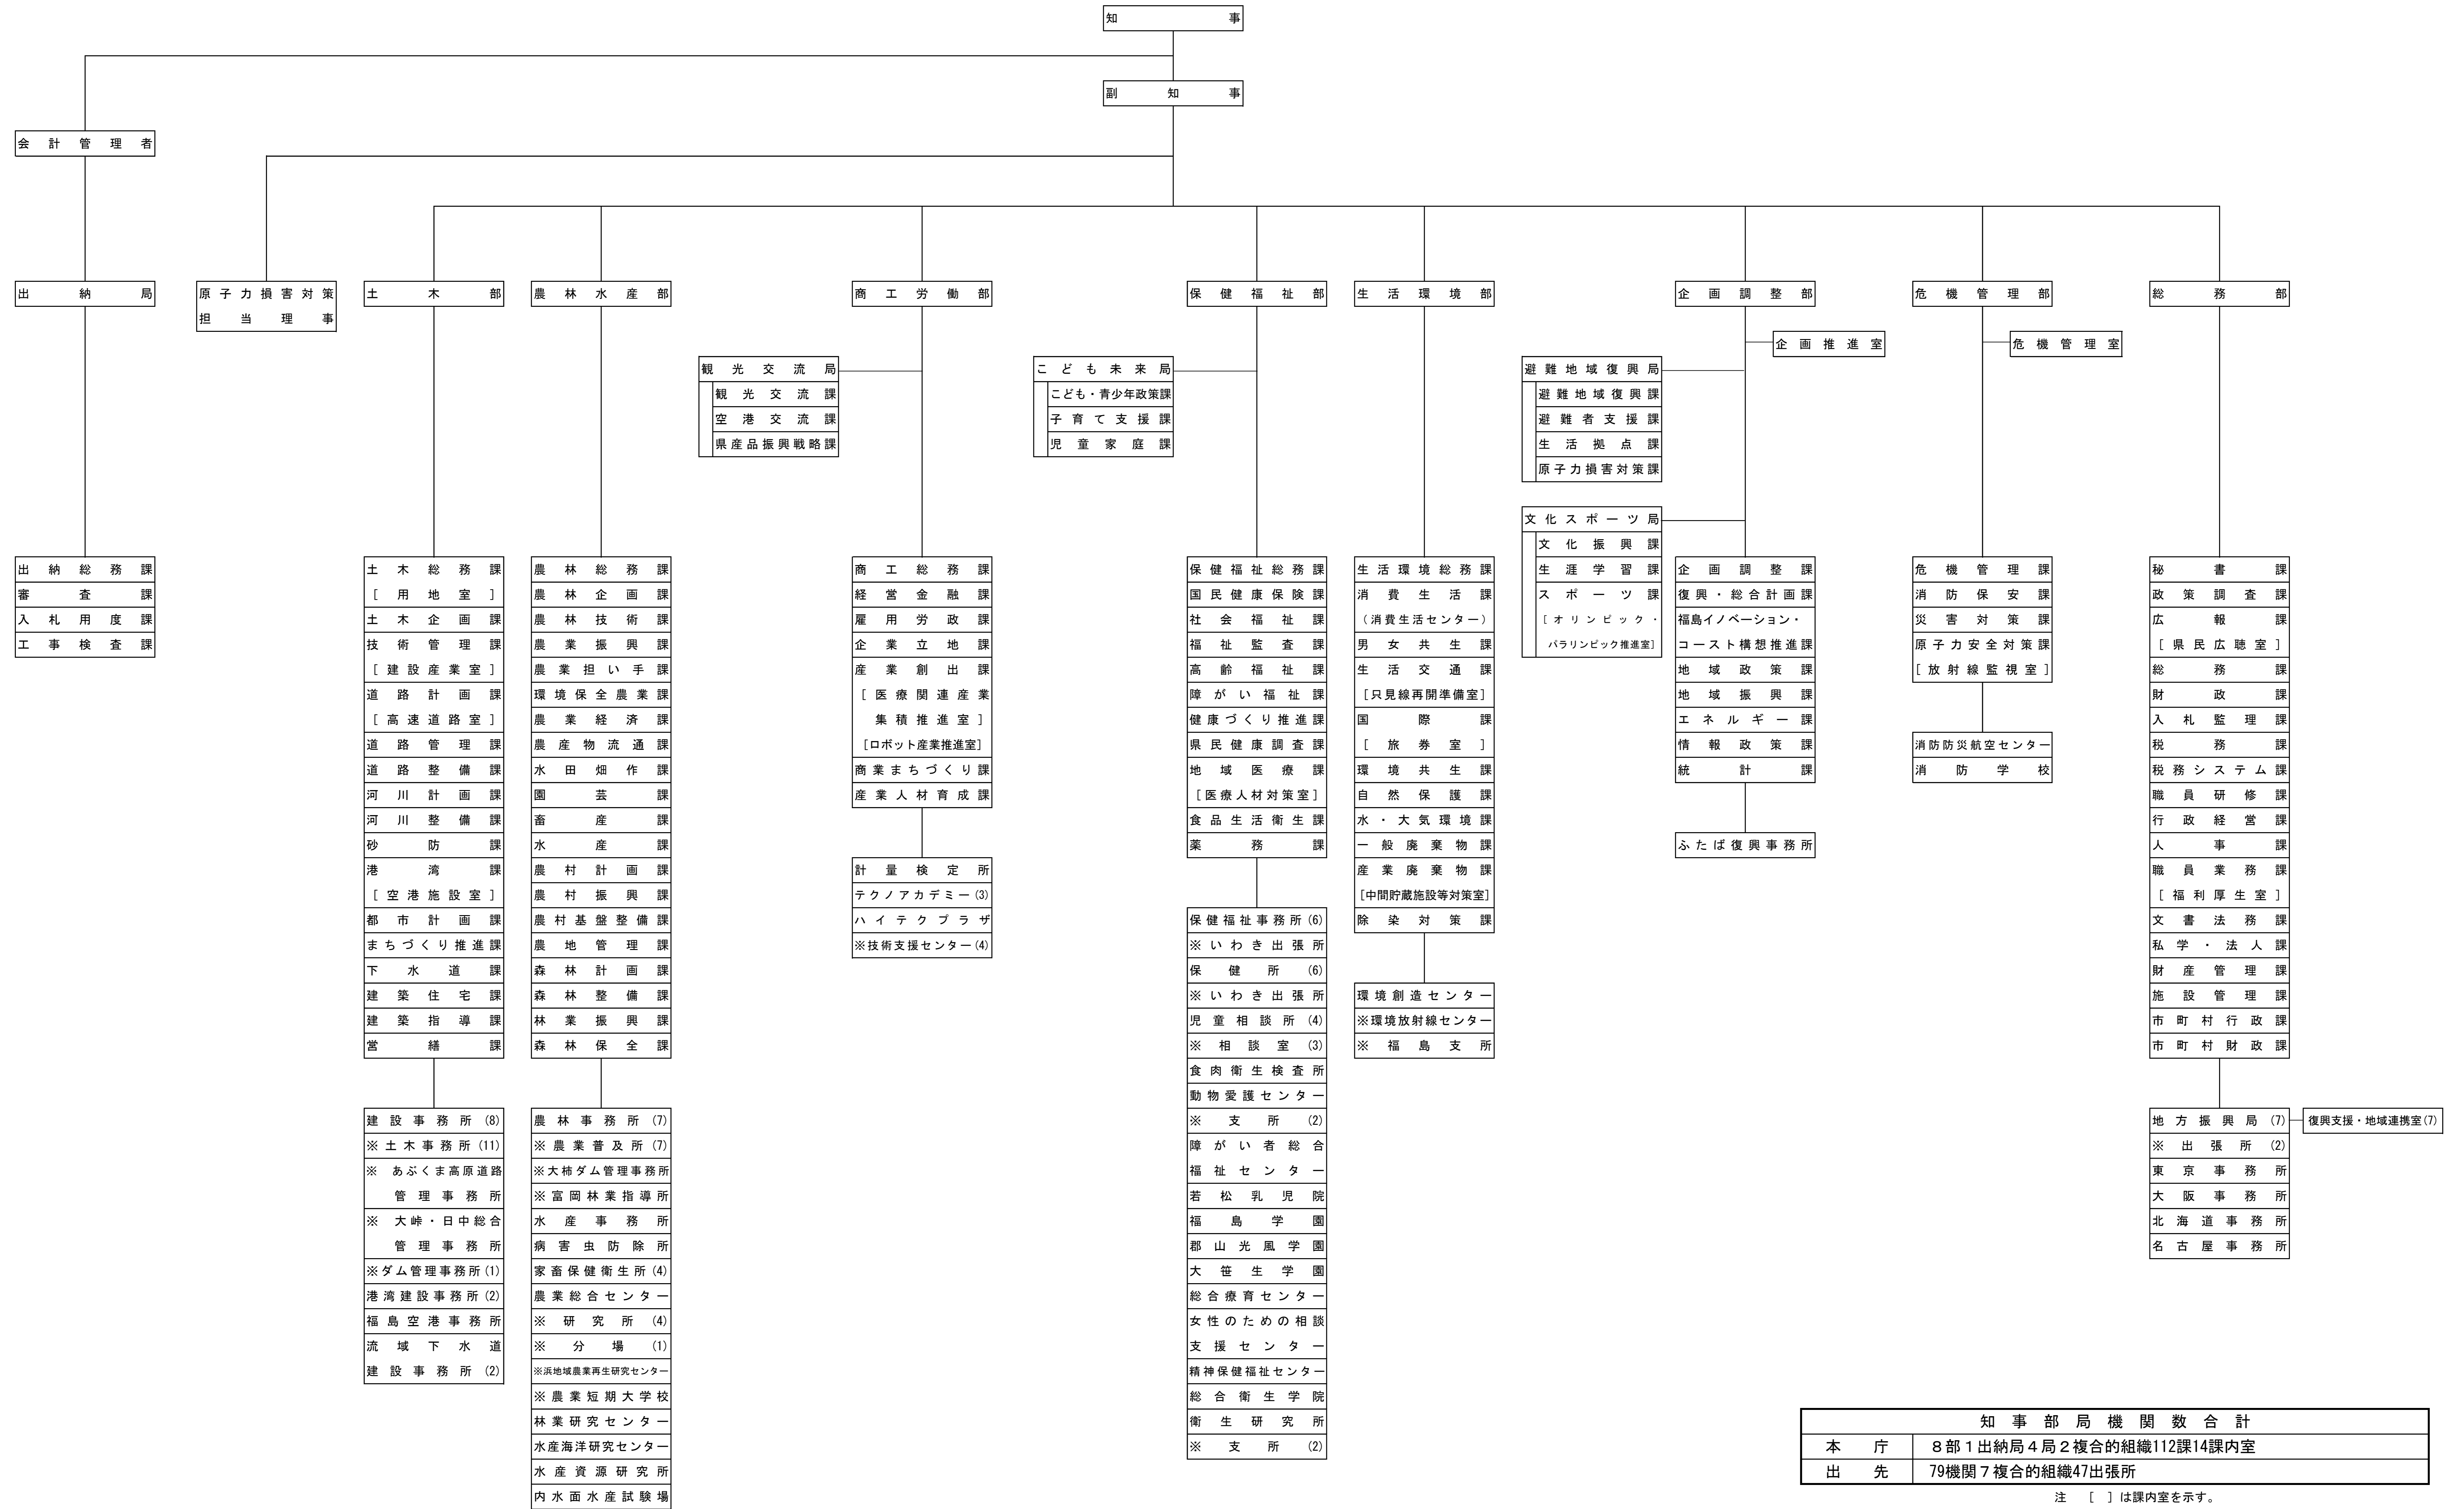 知事
副知事
会計管理者
出納局
原子力損害対策
担当理事
土木部
農林水産部
商工労働部
保健福祉部
生活環境部
企画調整部
危機管理部
総務部
企画推進室
危機管理室
観光交流局
観光交流課
空港交流課
県産品振興戦略課
こども未来局
こども・青少年政策課
子育て支援課
児童家庭課
避難地域復興局
避難地域復興課
避難者支援課
生活拠点課
原子力損害対策課
文化スポーツ局
文化振興課
生涯学習課
スポーツ課
[オリンピック・
パラリンピック推進室]
出納総務課
審査課
入札用度課
工事検査課
土木総務課
[用地室]
土木企画課
技術管理課
[建設産業室]
道路計画課
[高速道路室]
道路管理課
道路整備課
河川計画課
河川整備課
砂防課
港湾課
[空港施設室]
都市計画課
まちづくり推進課
下水道課
建築住宅課
建築指導課
営繕課
建設事務所(8)
※土木事務所(11)
※ あぶくま高原道路
管理事務所
※ 大峠・日中総合
管理事務所
※ダム管理事務所(1)
港湾建設事務所(2)
福島空港事務所
流域下水道
建設事務所(2)
農林総務課
農林企画課
農林技術課
農業振興課
農業担い手課
環境保全農業課
農業経済課
農産物流通課
水田畑作課
園芸課
畜産課
水産課
農村計画課
農村振興課
農村基盤整備課
農地管理課
森林計画課
森林整備課
林業振興課
森林保全課
農林事務所(7)
※農業普及所(7)
※大柿ダム管理事務所
※富岡林業指導所
水産事務所
病害虫防除所
家畜保健衛生所(4)
農業総合センター
※研究所(4)
※分場(1)
※浜地域農業再生研究センター
※農業短期大学校
林業研究センター
水産海洋研究センター
水産資源研究所
内水面水産試験場
商工総務課
経営金融課
雇用労政課
企業立地課
産業創出課
[医療関連産業
集積推進室]
[ロボット産業推進室]
商業まちづくり課
産業人材育成課
計量検定所
テクノアカデミー(3)
ハイテクプラザ
※技術支援センター(4)
保健福祉総務課
国民健康保険課
社会福祉課
福祉監査課
高齢福祉課
障がい福祉課
健康づくり推進課
県民健康調査課
地域医療課
[医療人材対策室]
食品生活衛生課
薬務課
保健福祉事務所(6)
※いわき出張所
保健所(6)
※いわき出張所
児童相談所(4)
※相談室(3)
食肉衛生検査所
動物愛護センター
※支所(2)
障がい者総合
福祉センター
若松乳児院
福島学園
郡山光風学園
大笹生学園
総合療育センター
女性のための相談
支援センター
精神保健福祉センター
総合衛生学院
衛生研究所
※支所(2)
生活環境総務課
消費生活課
(消費生活センター)
男女共生課
生活交通課
[只見線再開準備室]
国際課
[旅券室]
環境共生課
自然保護課
水・大気環境課
一般廃棄物課
産業廃棄物課
[中間貯蔵施設等対策室]
除染対策課
環境創造センター
※環境放射線センター
※福島支所
企画調整課
復興・総合計画課
福島イノベーション・
コースト構想推進課
地域政策課
地域振興課
エネルギー課
情報政策課
統計課
ふたば復興事務所
危機管理課
消防保安課
災害対策課
原子力安全対策課
[放射線監視室]
消防防災航空センター
消防学校
秘書課
政策調査課
広報課
[県民広聴室]
総務課
財政課
入札監理課
税務課
税務システム課
職員研修課
行政経営課
人事課
職員業務課
[福利厚生室]
文書法務課
私学・法人課
財産管理課
施設管理課
市町村行政課
市町村財政課
地方振興局(7)
復興支援・地域連携室(7)
※出張所(2)
東京事務所
大阪事務所
北海道事務所
名古屋事務所
知事部局機関数合計
本庁 8部1出納局4局2複合的組織112課14課内室
出先 79機関7複合的組織47出張所
注 [ ]は課内室を示す。